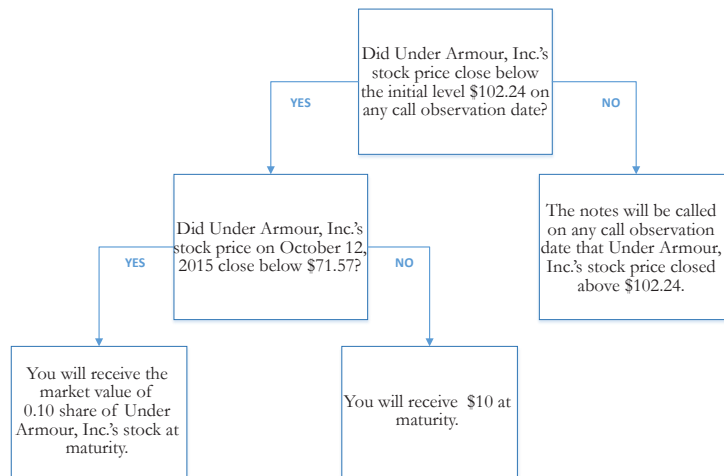 Did Under Armour, Inc.'s
stock price close below
the initial level $102.24 on
any call observation date?
YES
NO
Did Under Armour, Inc.'s
stock price on October 12,
2015 close below $71.57?
The notes will be called
on any call observation
date that Under Armour,
Inc.'s stock price closed
above $102.24.
YES
NO
You will receive the
market value of
0.10 share of Under
Armour, Inc.'s stock at
maturity.
You will receive $10 at
maturity.